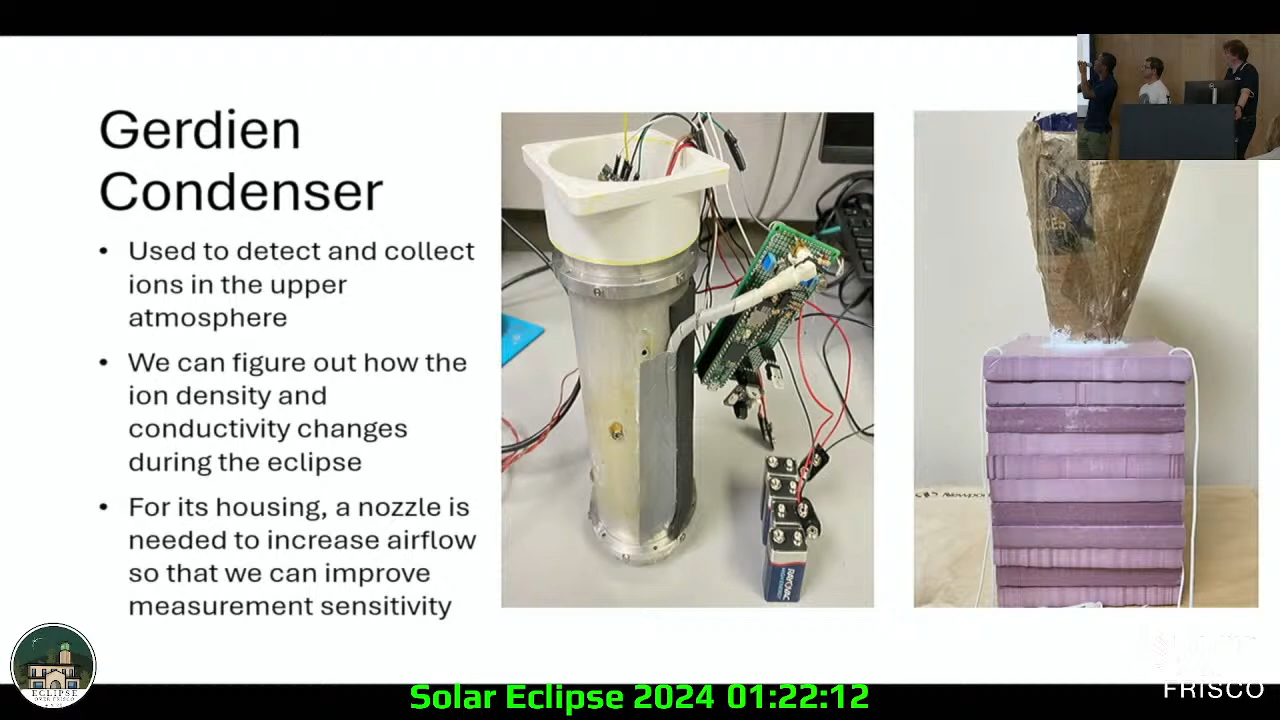 Gerdien
Condenser
• Used to detect and collect
ions in the upper
atmosphere
• We can figure out how the
ion density and
conductivity changes
during the eclipse
• For its housing, a nozzle is
needed to increase airflow
so that we can improve
measurement sensitivity
RAYOVAC
ECLIPSE
FRISCO
Solar Eclipse 2024 01:22:12